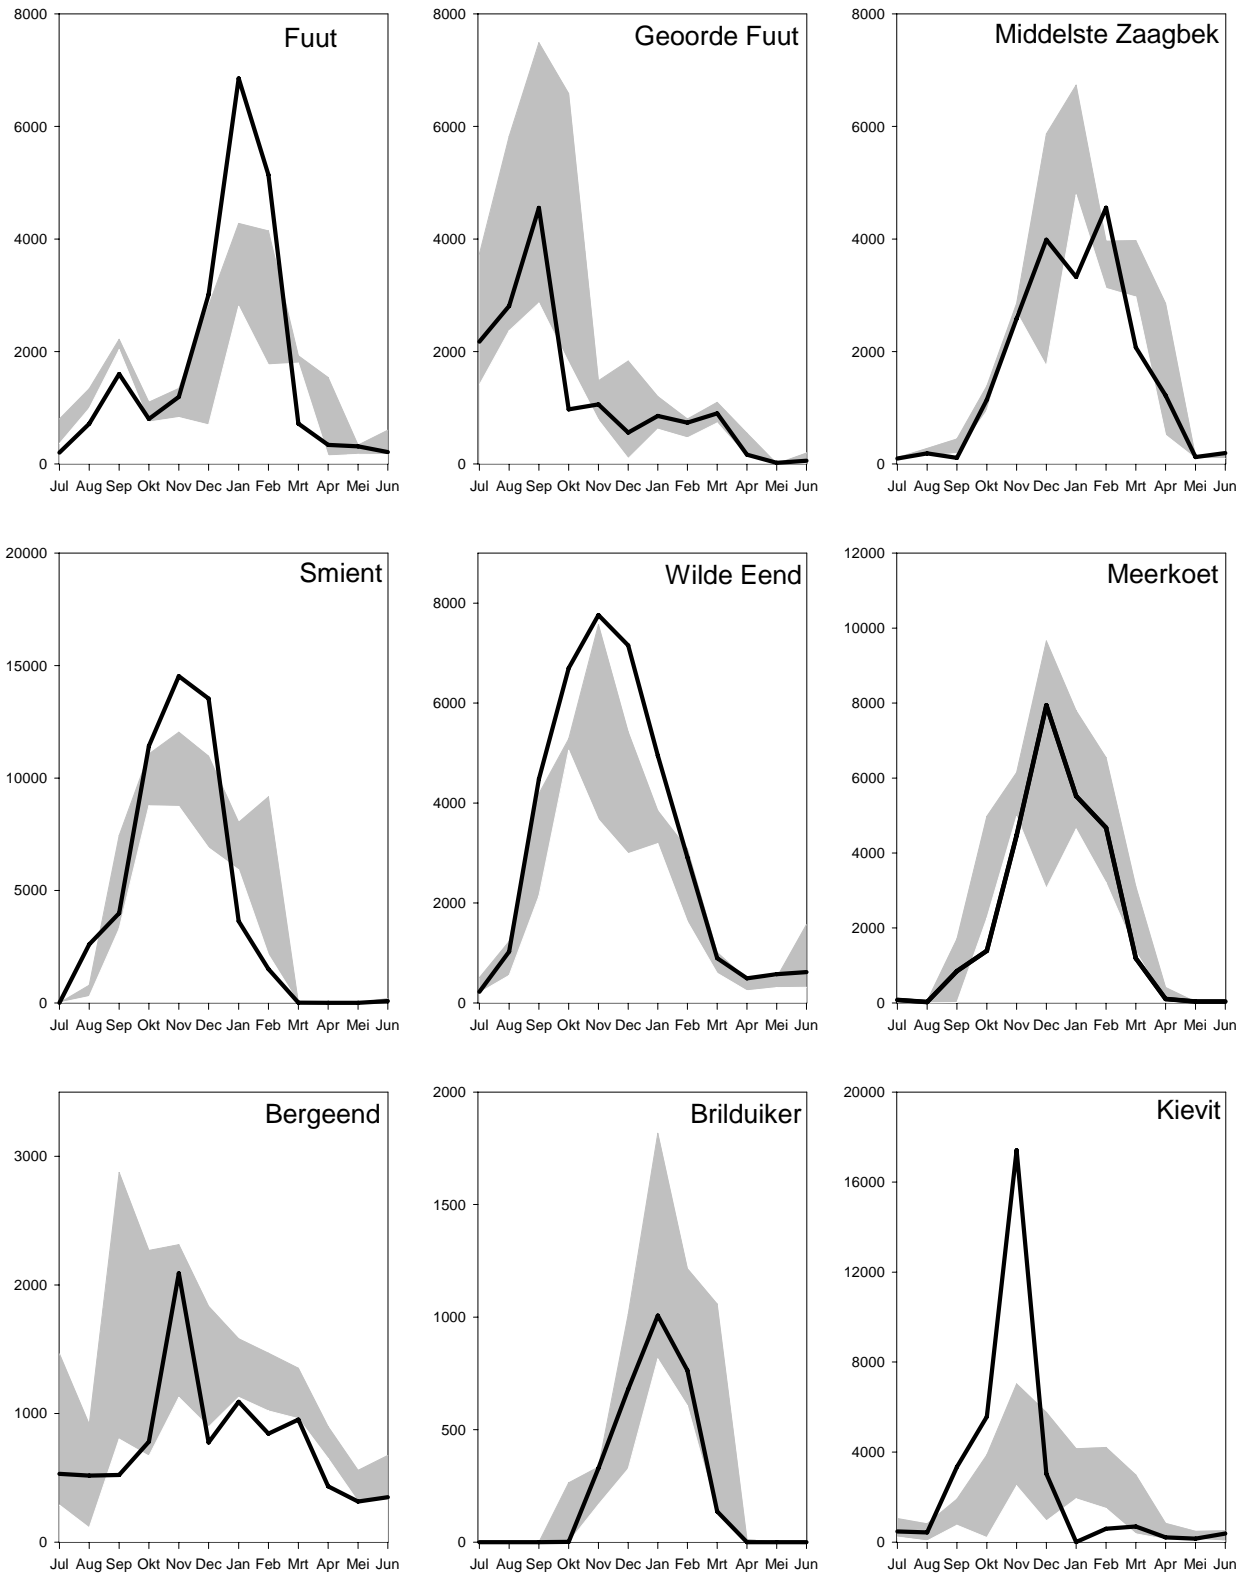 Fuut
8000
6000
4000
2000
0
Jul Aug Sep Okt Nov Dec Jan Feb Mrt Apr Mei Jun
Geoorde Fuut
8000
6000
4000
2000
0
Jul Aug Sep Okt Nov Dec Jan Feb Mrt Apr Mei Jun
Middelste Zaagbek
8000
6000
4000
2000
0
Jul Aug Sep Okt Nov Dec Jan Feb Mrt Apr Mei Jun
Smient
20000
15000
10000
5000
0
Jul Aug Sep Okt Nov Dec Jan Feb Mrt Apr Mei Jun
Wilde Eend
8000
6000
4000
2000
0
Jul Aug Sep Okt Nov Dec Jan Feb Mrt Apr Mei Jun
Meerkoet
12000
10000
8000
6000
4000
2000
0
Jul Aug Sep Okt Nov Dec Jan Feb Mrt Apr Mei Jun
Bergeend
3000
2000
1000
0
Jul Aug Sep Okt Nov Dec Jan Feb Mrt Apr Mei Jun
Brilduiker
2000
1500
1000
500
0
Jul Aug Sep Okt Nov Dec Jan Feb Mrt Apr Mei Jun
Kievit
20000
16000
12000
8000
4000
0
Jul Aug Sep Okt Nov Dec Jan Feb Mrt Apr Mei Jun